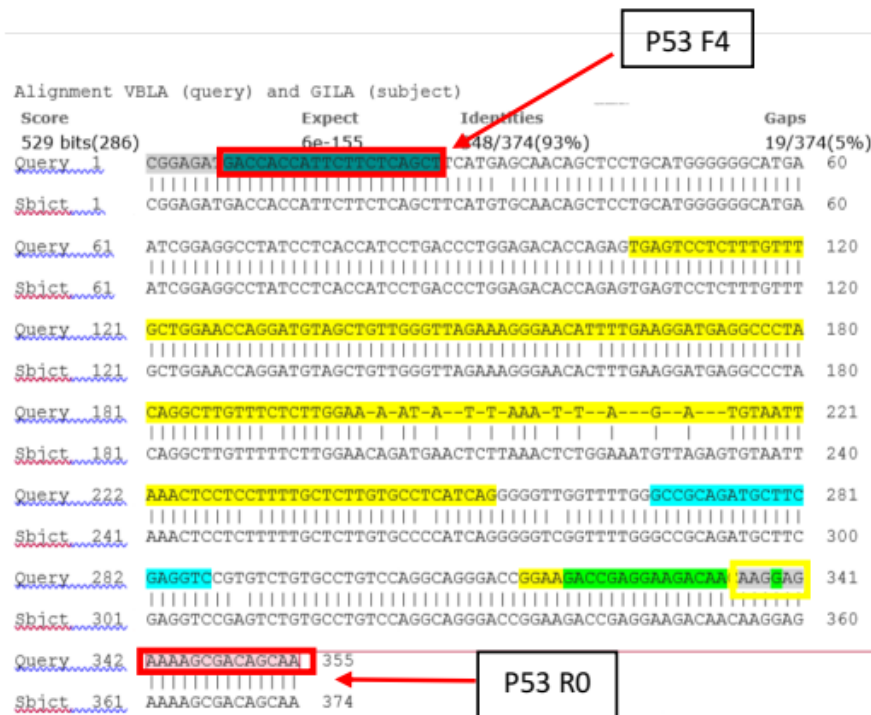 P53 F4
Alignment VBLA (query) and GILA (subject)
Score Expect Identities Gaps
529 bits(286) 6e-155 48/374(93%) 19/374(5%)
Query 1 CGGAGATGACCACCATTCTTCTCAGCTTCATGAGCAACAGCTCCTGCATGGGGGGCATGA 60
Sbjct 1 CGGAGATGACCACCATTCTTCTCAGCTTCATGTGCAACAGCTCCTGCATGGGGGGCATGA 60
Query 61 ATCGGAGGCCTATCCTCACCATCCTGACCCTGGAGACACCAGAGTGAGTCCTCTTTGTTT 120
Sbjct 61 ATCGGAGGCCTATCCTCACCATCCTGACCCTGGAGACACCAGAGTGAGTCCTCTTTGTTT 120
Query 121 GCTGGAACCAGGATGTAGCTGTTGGGTTAGAAAGGGAACATTTTGAAGGATGAGGCCCTA 180
Sbjct 121 GCTGGAACCAGGATGTAGCTGTTGGGTTAGAAAGGGAACACTTTGAAGGATGAGGCCCTA 180
Query 181 CAGGCTTGTTTCTCTTGGAA-A-AT-A--T-T-AAA-T-T--A---G--A---TGTAATT 221
Sbjct 181 CAGGCTTGTTTTTCTTGGAACAGATGAACTCTTAAACTCTGGAAATGTTAGAGTGTAATT 240
Query 222 AAACTCCTCCTTTTGCTCTTGTGCCTCATCAGGGGGTTGGTTTTGGGCCGCAGATGCTTC 281
Sbjct 241 AAACTCCTCTTTTTGCTCTTGTGCCCCATCAGGGGGTCGGTTTTGGGCCGCAGATGCTTC 300
Query 282 GAGGTCCGTGTCTGTGCCTGTCCAGGCAGGGACCGGAAGACCGAGGAAGACAACAAGGAG 341
Sbjct 301 GAGGTCCGAGTCTGTGCCTGTCCAGGCAGGGACCGGAAGACCGAGGAAGACAACAAGGAG 360
Query 342 AAAAGCGACAGCAA 355
Sbjct 361 AAAAGCGACAGCAA 374
P53 R0